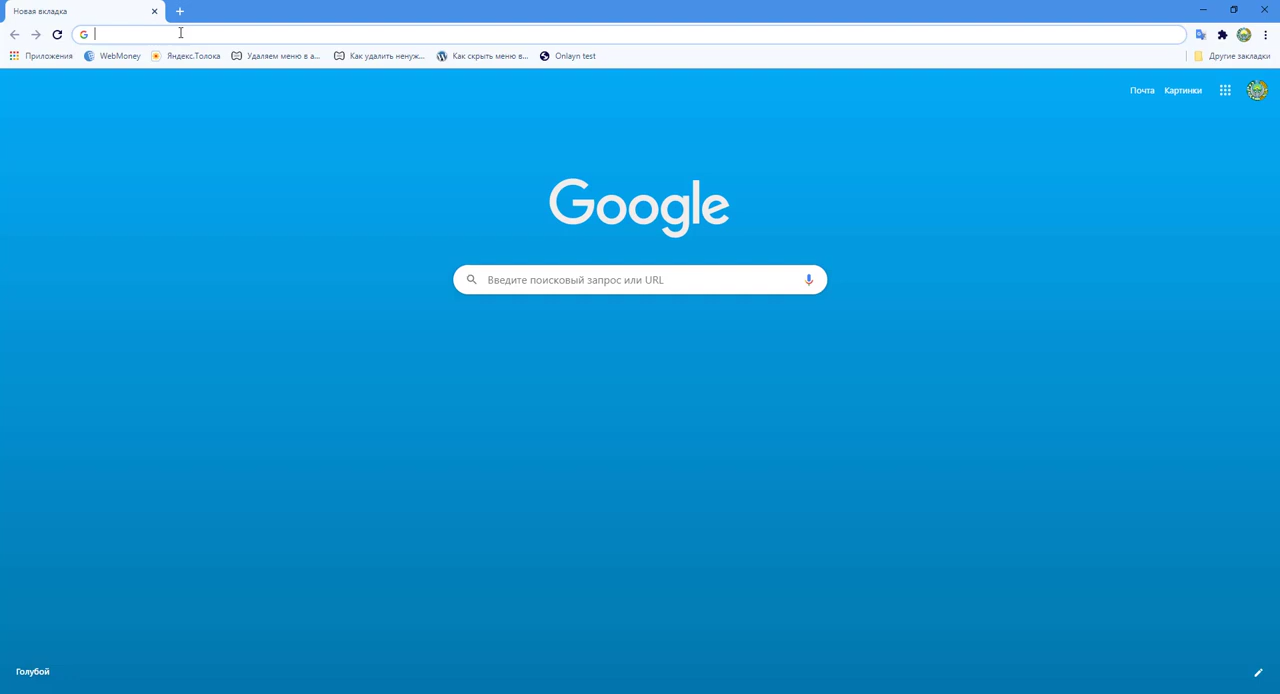 Новая вкладка
Приложения WebMoney Яндекс.Толока Удаляем меню в а... Как удалить ненуж... Как скрыть меню в... Onlayn test Другие закладки
Почта Картинки
Google
Введите поисковый запрос или URL
Голубой